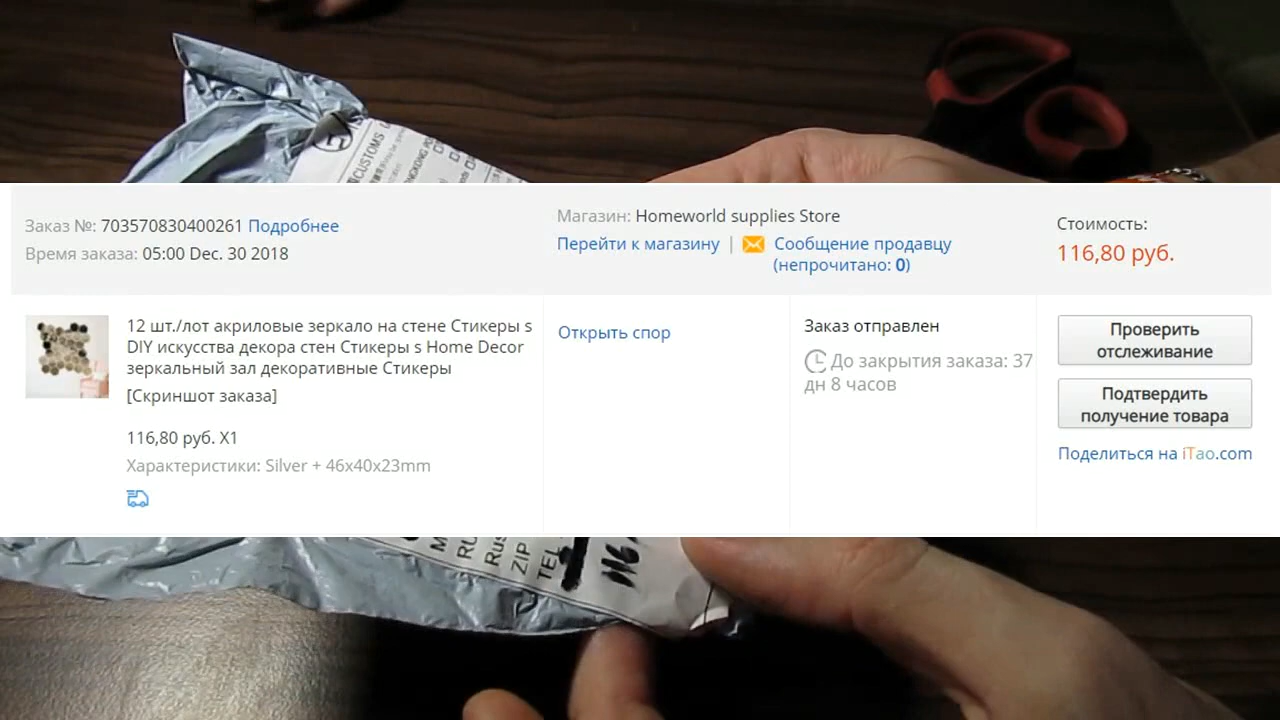 CUSTOMS
Заказ №: 703570830400261 Подробнее
Время заказа: 05:00 Dec. 30 2018
Магазин: Homeworld supplies Store
Перейти к магазину | Сообщение продавцу
(непрочитано: 0)
Стоимость:
116,80 руб.
12 шт./лот акриловые зеркало на стене Стикеры s
DIY искусства декора стен Стикеры s Home Decor
зеркальный зал декоративные Стикеры
[Скриншот заказа]
116,80 руб. X1
Характеристики: Silver + 46x40x23mm
Открыть спор
Заказ отправлен
До закрытия заказа: 37
дн 8 часов
Проверить
отслеживание
Подтвердить
получение товара
Поделиться на iTao.com
ZIP
TEL
116